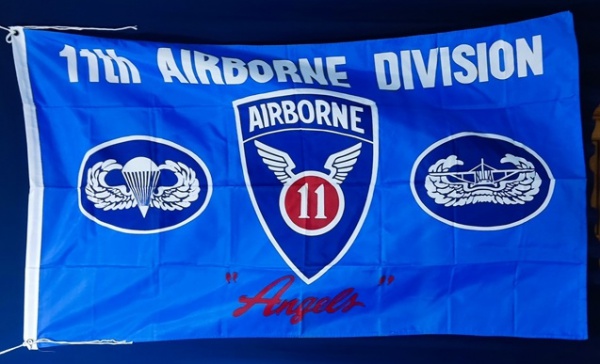 11th AIRBORNE DIVISION
AIRBORNE
11
"Angels"